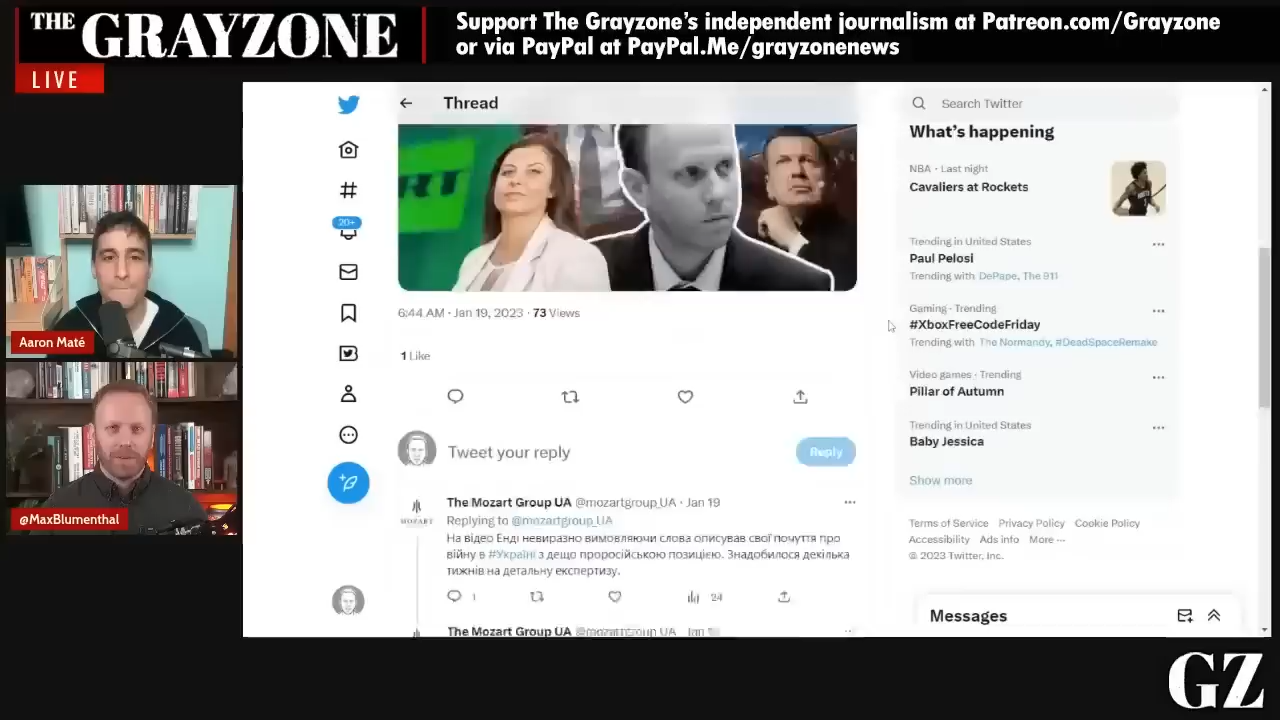 THE GRAYZONE
LIVE
Support The Grayzone's independent journalism at Patreon.com/Grayzone
or via PayPal at PayPal.Me/grayzonenews
Aaron Maté
@MaxBlumenthal
Thread
RT
6:44 AM · Jan 19, 2023 · 73 Views
1 Like
20+
Tweet your reply
Reply
MOZART
The Mozart Group UA @mozartgroup_UA · Jan 19
Replying to @mozartgroup_UA
На відео Енді невиразно вимовляючи слова описував свої почуття про
війну в #Україні з дещо проросійською позицією. Знадобилося декілька
тижнів на детальну експертизу.
1
24
The Mozart Group UA @mozartgroup_UA · Jan 19
Search Twitter
What's happening
NBA · Last night
Cavaliers at Rockets
Trending in United States
Paul Pelosi
Trending with DePape, The 911
Gaming · Trending
#XboxFreeCodeFriday
Trending with The Normandy, #DeadSpaceRemake
Video games · Trending
Pillar of Autumn
Trending in United States
Baby Jessica
Show more
Terms of Service Privacy Policy Cookie Policy
Accessibility Ads info More ···
© 2023 Twitter, Inc.
Messages
GZ